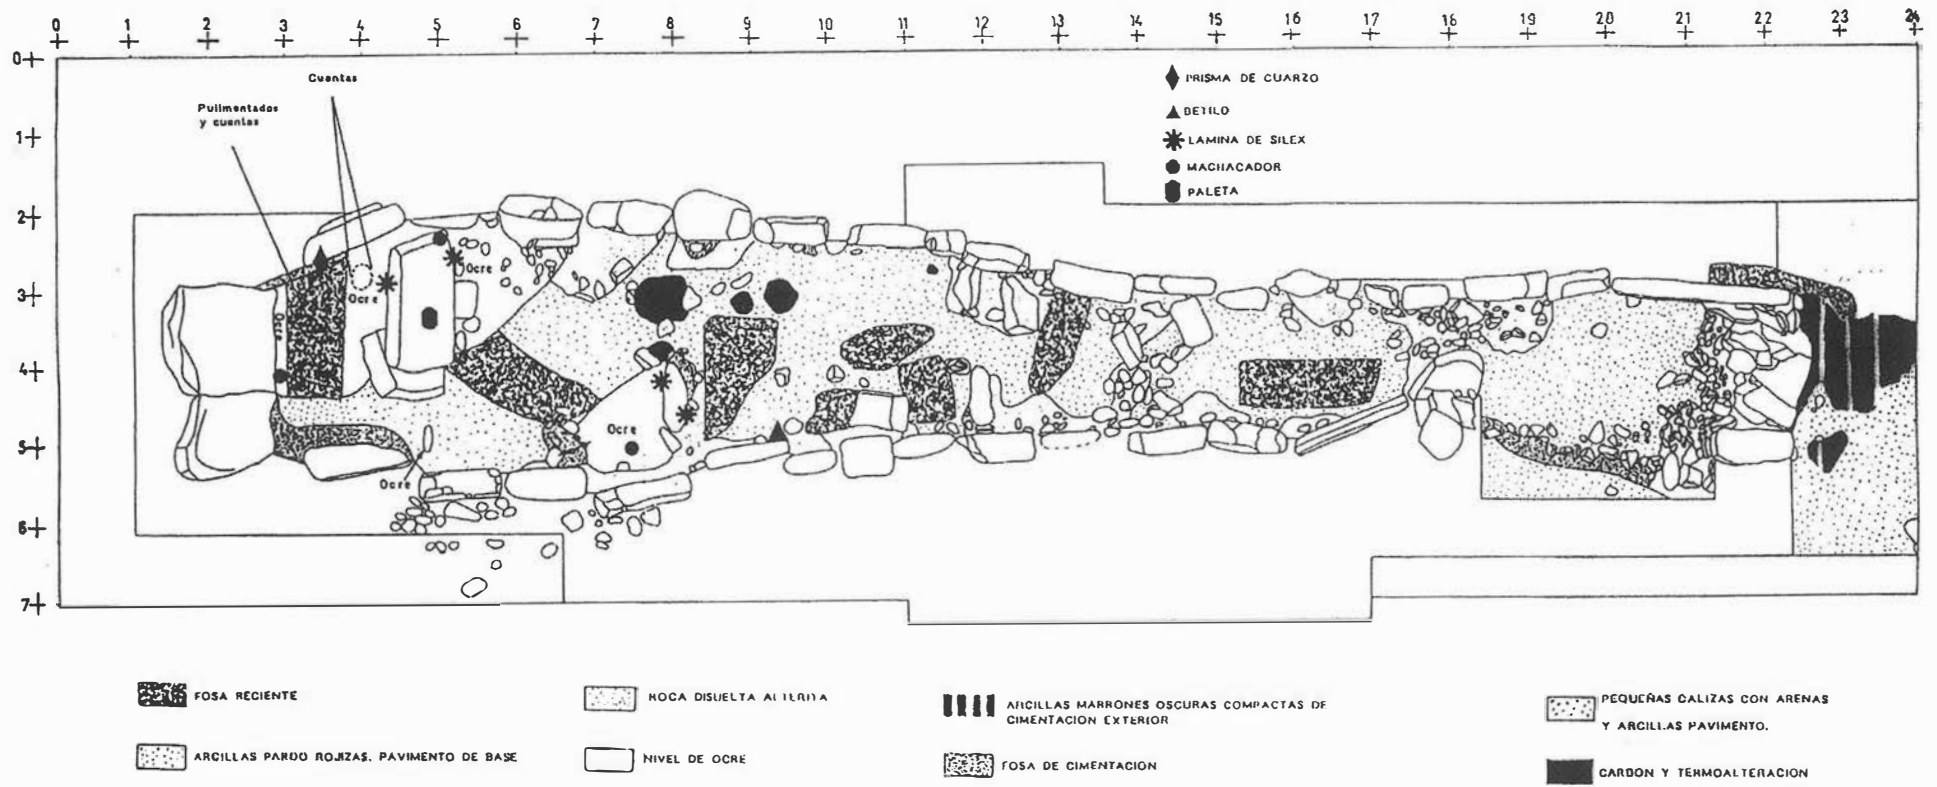 0 1 2 3 4 5 6 7 8 9 10 11 12 13 14 15 16 17 18 19 20 21 22 23 24
0
1
2
3
4
5
6
7
Cuentas
Pulimentados
y cuentas
PRISMA DE CUARZO
BETILO
LAMINA DE SILEX
MACHACADOR
PALETA
Ocre
Ocre
Ocre
Ocre
Ocre
FOSA RECIENTE
ARCILLAS PARDO ROJIZAS. PAVIMENTO DE BASE
ROCA DISUELTA ALTERITA
NIVEL DE OCRE
ARCILLAS MARRONES OSCURAS COMPACTAS DE
CIMENTACION EXTERIOR
FOSA DE CIMENTACION
PEQUEÑAS CALIZAS CON ARENAS
Y ARCILLAS PAVIMENTO.
CARBON Y TERMOALTERACION